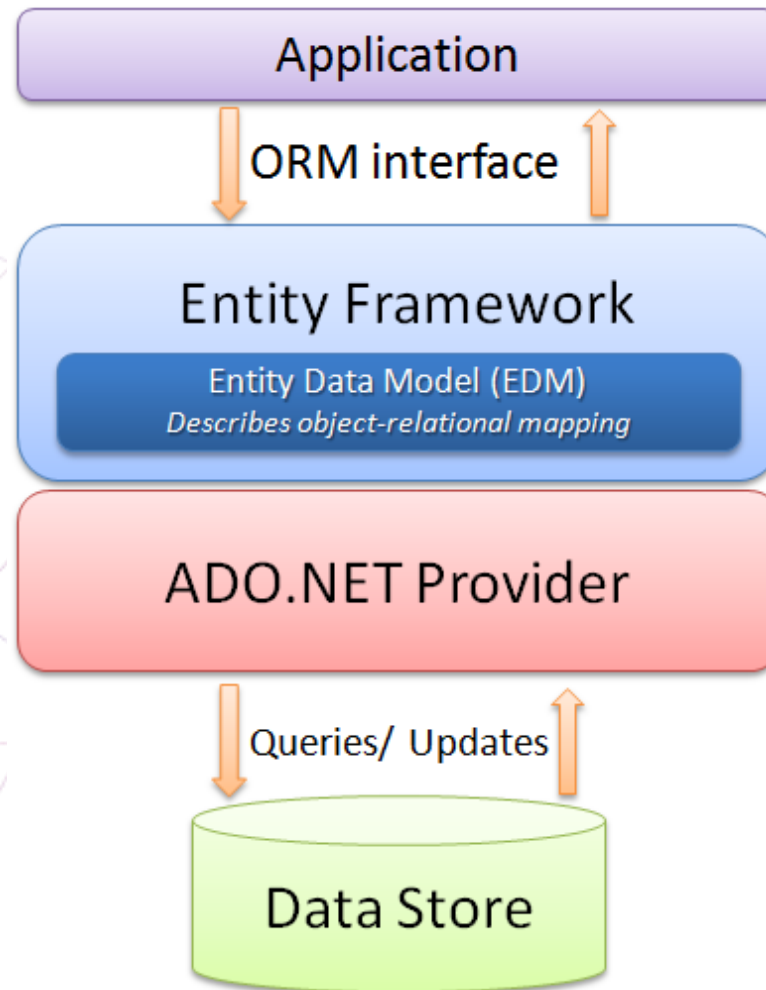 Application
ORM interface
Entity Framework
Entity Data Model (EDM)
Describes object-relational mapping
ADO.NET Provider
Queries/ Updates
Data Store